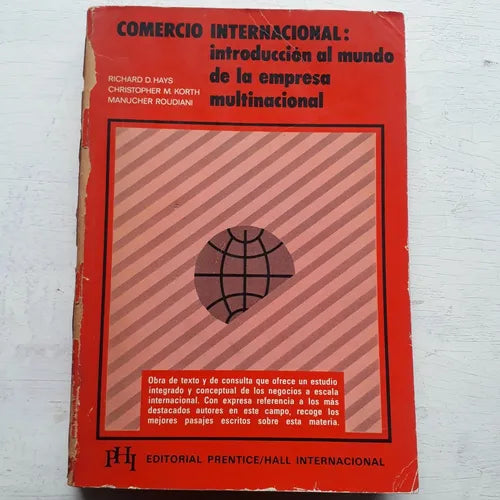 COMERCIO INTERNACIONAL:
introducción al mundo
de la empresa
multinacional
RICHARD D. HAYS
CHRISTOPHER M. KORTH
MANUCHER ROUDIANI
Obra de texto y de consulta que ofrece un estudio
integrado y conceptual de los negocios a escala
internacional. Con expresa referencia a los más
destacados autores en este campo, recoge los
mejores pasajes escritos sobre esta materia.
PHI EDITORIAL PRENTICE/HALL INTERNACIONAL